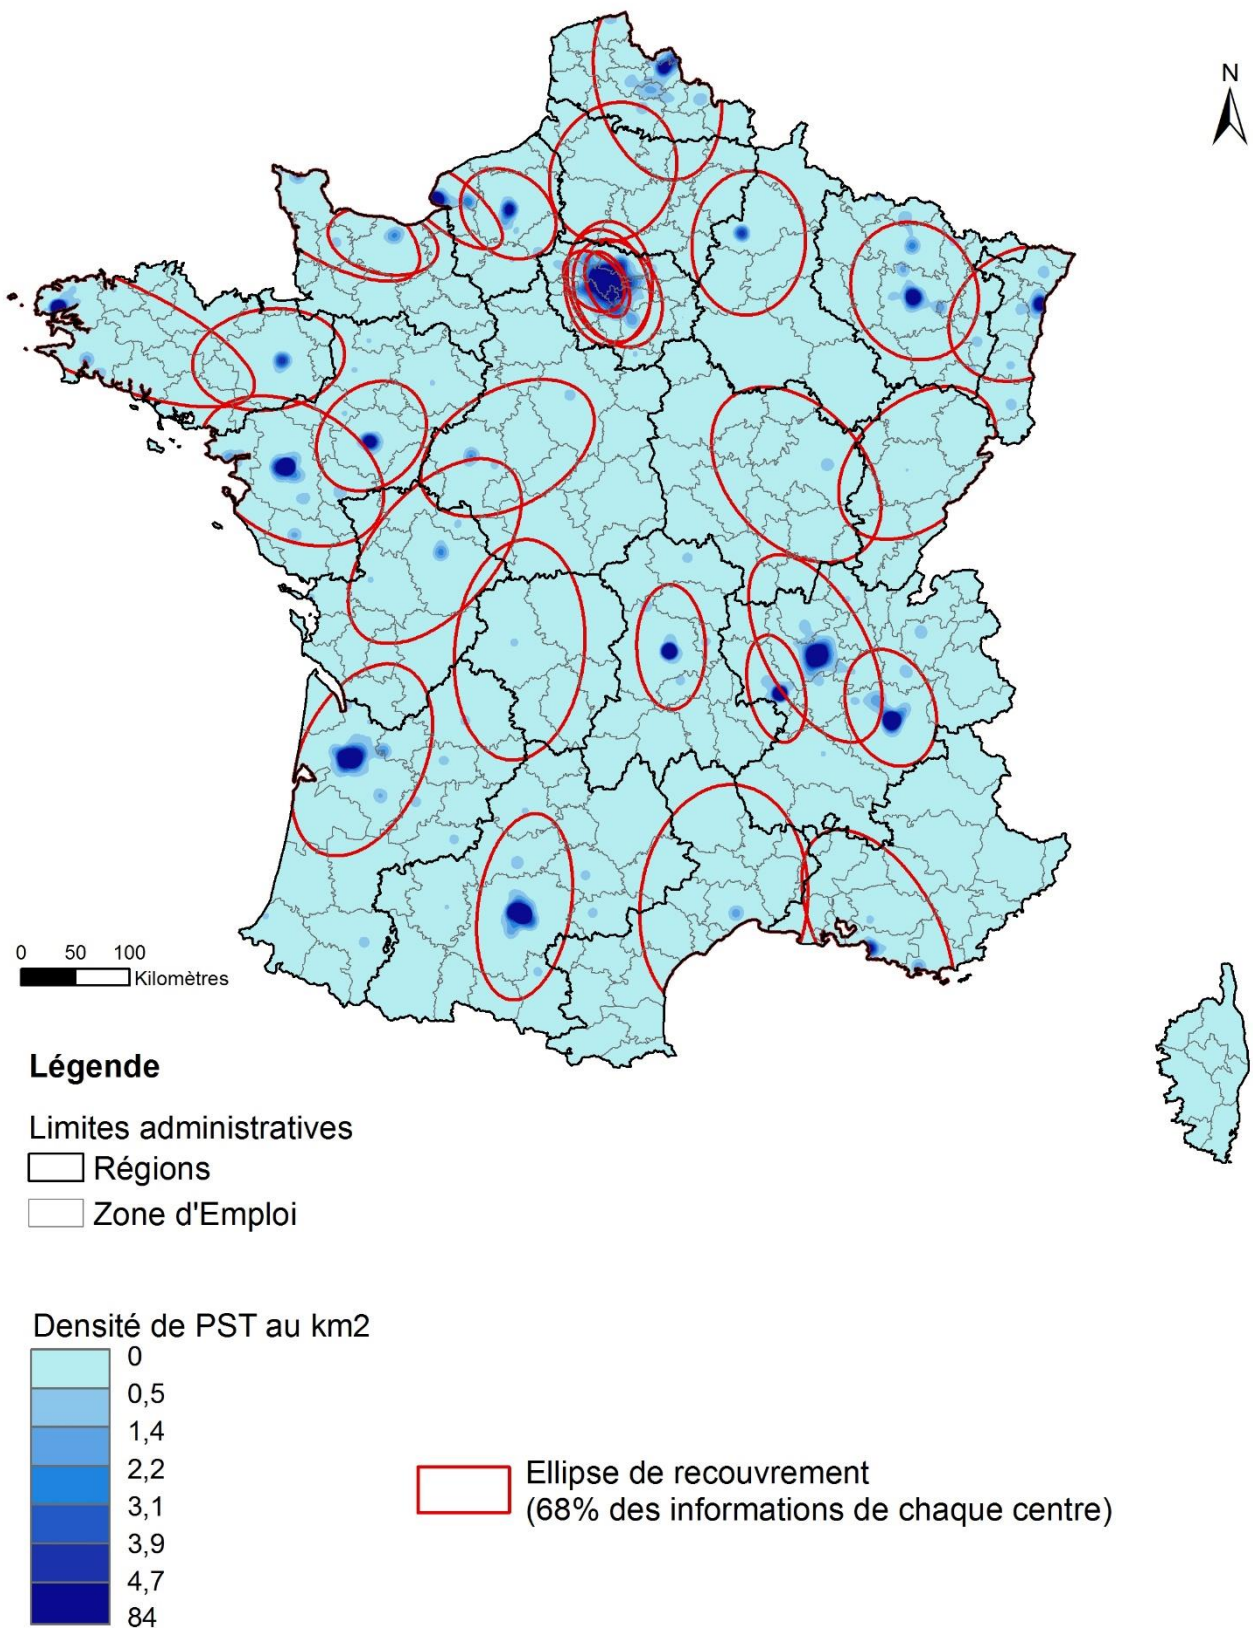 N
0 50 100
Kilomètres
Légende
Limites administratives
Régions
Zone d'Emploi
Densité de PST au km2
0
0,5
1,4
2,2
3,1
3,9
4,7
84
Ellipse de recouvrement
(68% des informations de chaque centre)